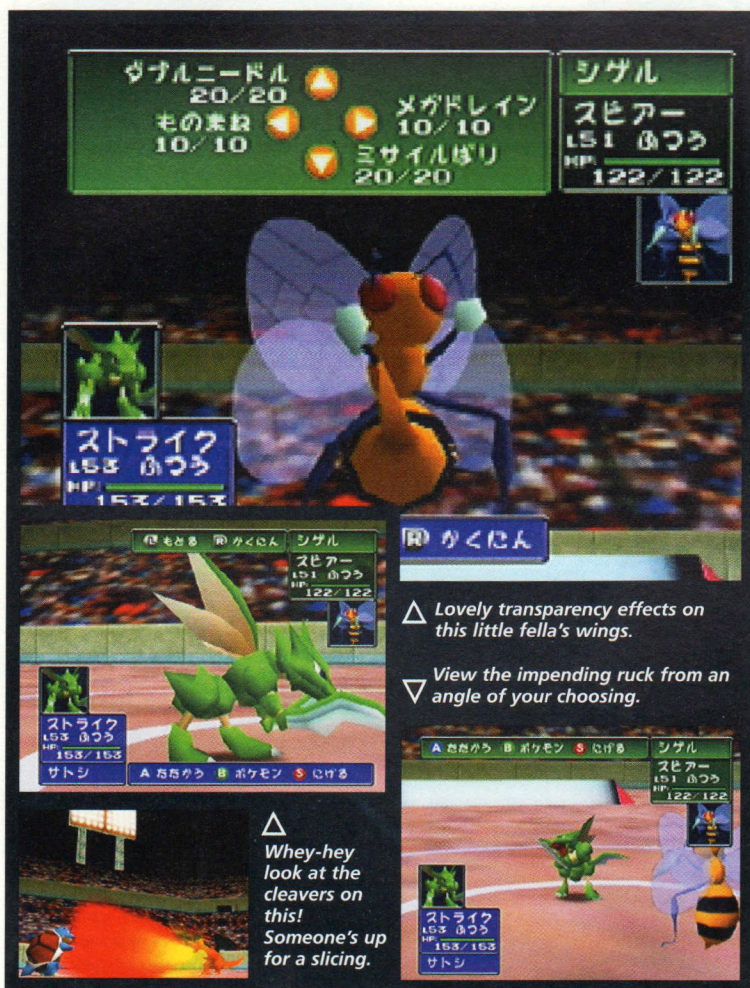 ダブルニードル
20/20
ものまね
10/10
メガドレイン
10/10
ミサイルばり
20/20
シゲル
スピアー
L51 ふつう
HP:
122/122
ストライク
L53 ふつう
HP:
153/153
R かくにん
もどる R かくにん
シゲル
スピアー
L51 ふつう
HP:
122/122
ストライク
L53 ふつう
HP:
153/153
サトシ
A たたかう B ポケモン S にげる
△ Lovely transparency effects on
this little fella's wings.
▽ View the impending ruck from an
angle of your choosing.
A たたかう B ポケモン S にげる
シゲル
スピアー
L51 ふつう
HP:
122/122
ストライク
L53 ふつう
HP:
153/153
サトシ
△
Whey-hey
look at the
cleavers on
this!
Someone's up
for a slicing.